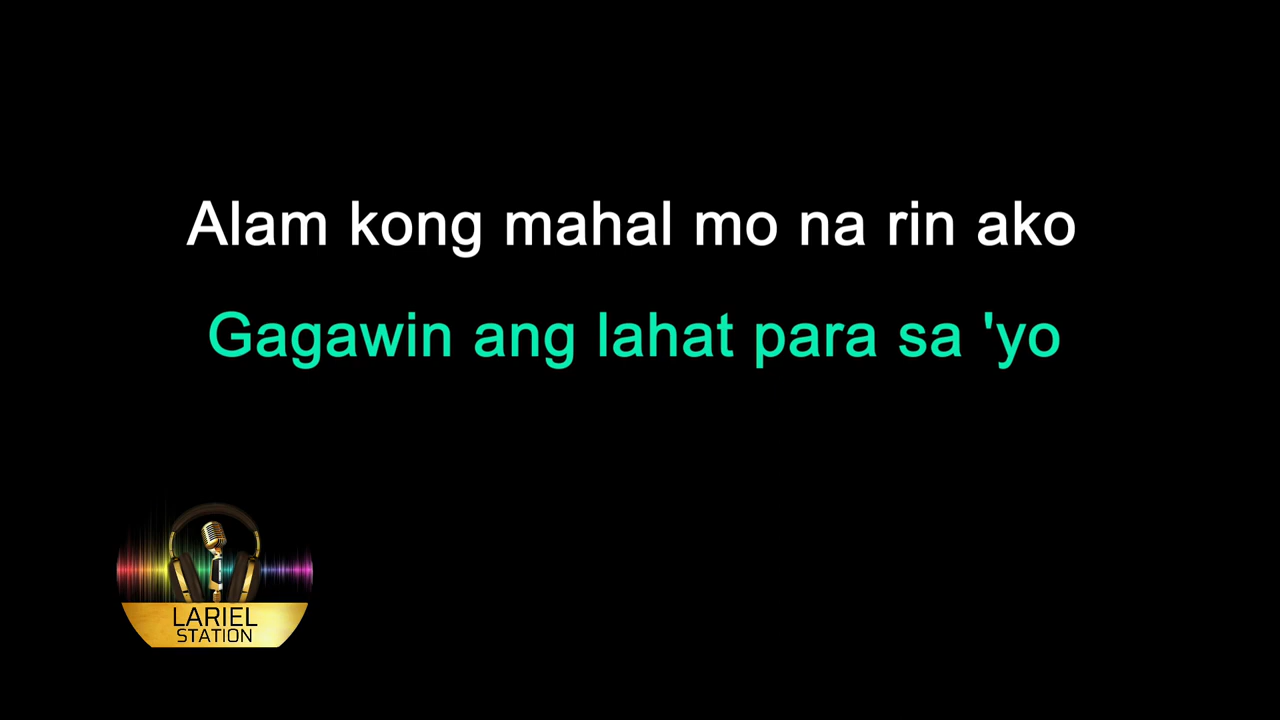 Alam kong mahal mo na rin ako
Gagawin ang lahat para sa 'yo
LARIEL
STATION